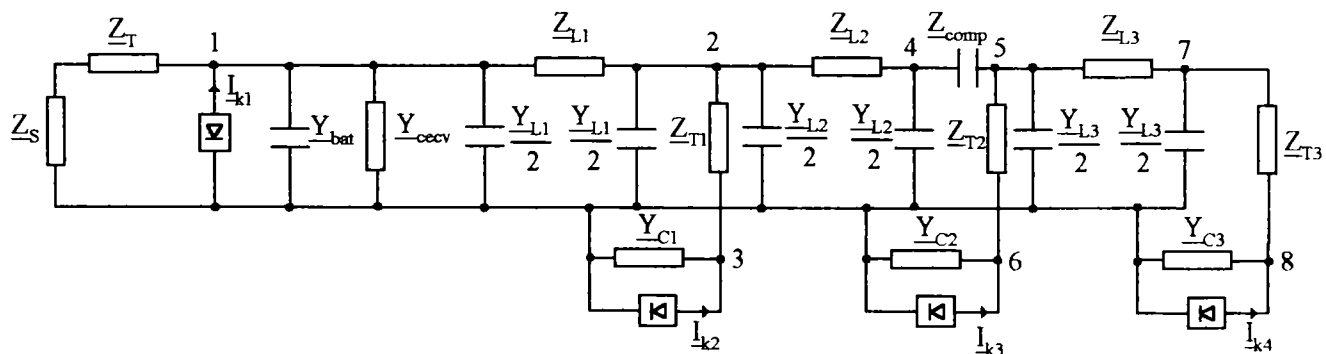 Z_T 1 Z_L1 2 Z_L2 4 Z_comp 5 Z_L3 7
I_k1
Z_S Y_bat Y_cecv Y_L1/2 Y_L1/2 Z_T1 Y_L2/2 Y_L2/2 Z_T2 Y_L3/2 Y_L3/2 Z_T3
Y_C1 3 Y_C2 6 Y_C3 8
I_k2 I_k3 I_k4